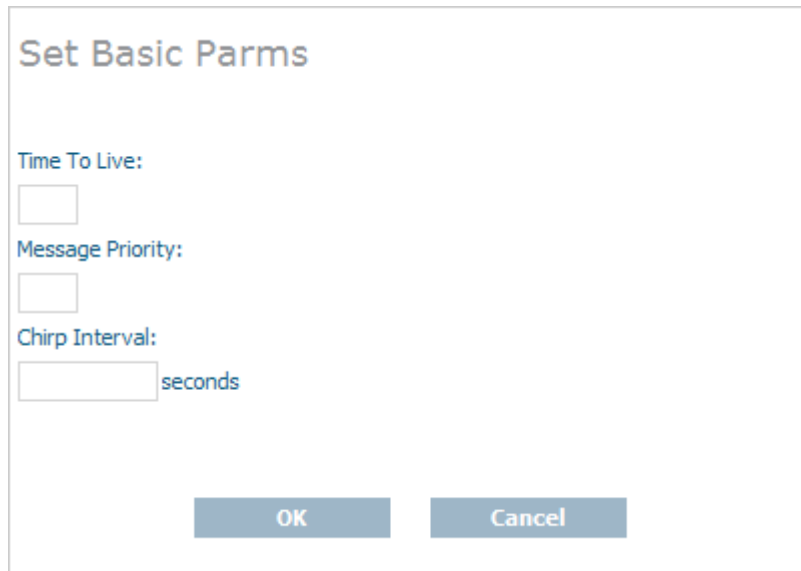 Set Basic Parms
Time To Live:
Message Priority:
Chirp Interval:
seconds
OK Cancel